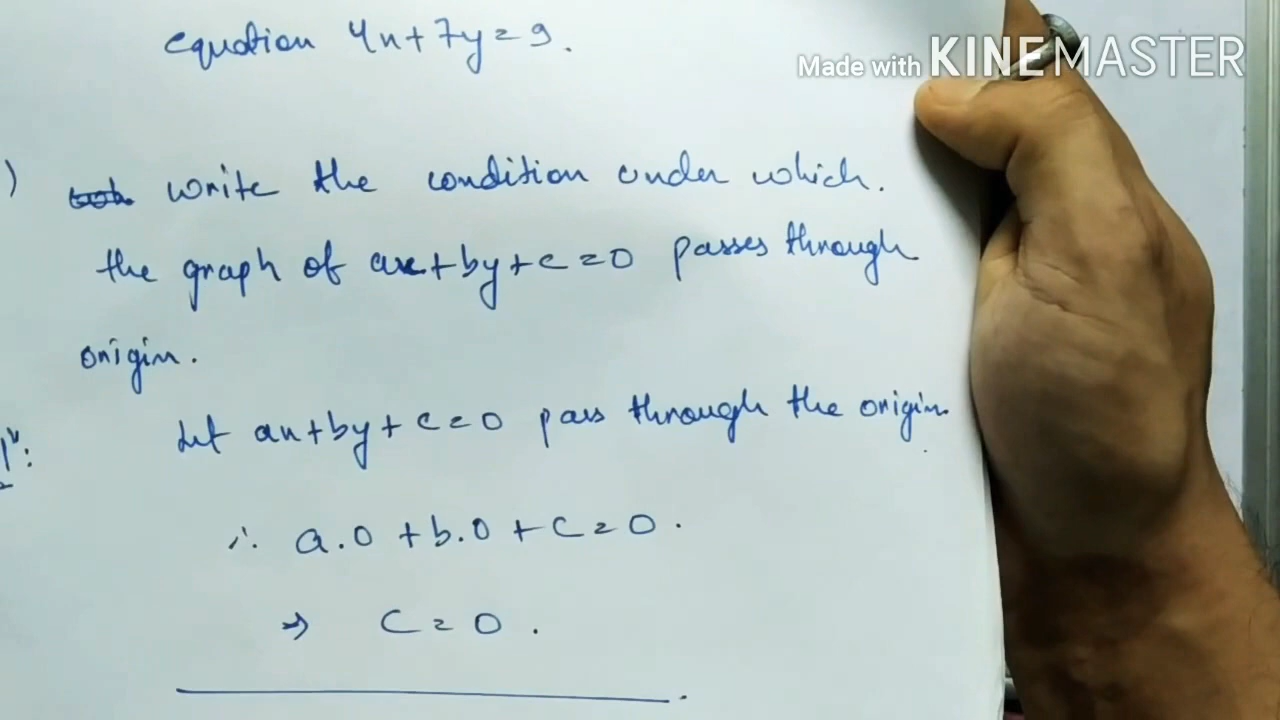 equation 4x+7y=9.
Made with KINEMASTER
) write the condition under which.
the graph of ax+by+c=0 passes through
origin.
Let ax+by+c=0 pass through the origin.
∴ a.0 +b.0 +c=0.
⇒ C=0.